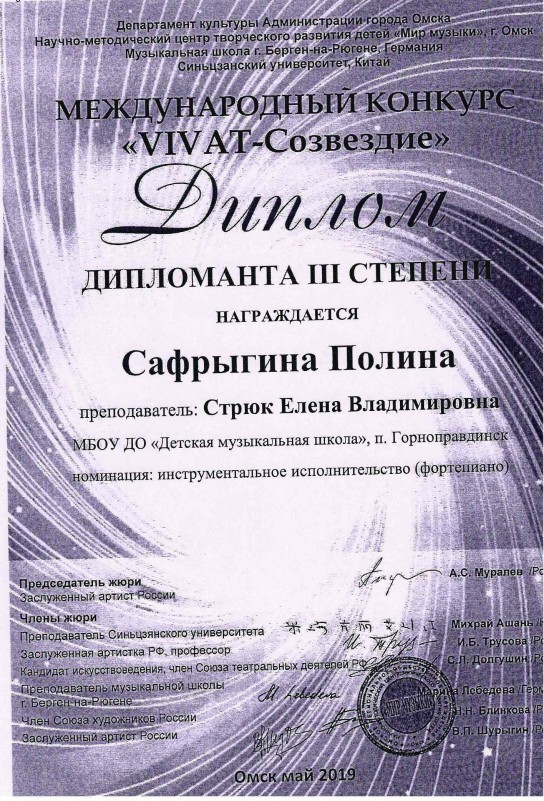 Департамент культуры Администрации города Омска
Научно-методический центр творческого развития детей «Мир музыки», г. Омск
Музыкальная школа г. Берген-на-Рюгене, Германия
Синьцзянский университет, Китай
МЕЖДУНАРОДНЫЙ КОНКУРС
«VIVAT-Созвездие»
Диплом
ДИПЛОМАНТА III СТЕПЕНИ
НАГРАЖДАЕТСЯ
Сафрыгина Полина
преподаватель: Стрюк Елена Владимировна
МБОУ ДО «Детская музыкальная школа», п. Горноправдинск
номинация: инструментальное исполнительство (фортепиано)
Председатель жюри
Заслуженный артист России
А.С. Муралев
Члены жюри
Преподаватель Синьцзянского университета
Михрай Ашань
Заслуженная артистка РФ, профессор
И.Б. Трусова
Кандидат искусствоведения, член Союза театральных деятелей РФ
С.Л. Долгушин
Преподаватель музыкальной школы
г. Берген-на-Рюгене
M. Lebedeva
Марина Лебедева
Член Союза художников России
Н.Н. Блинкова
Заслуженный артист России
В.П. Шурыгин
Омск май 2019